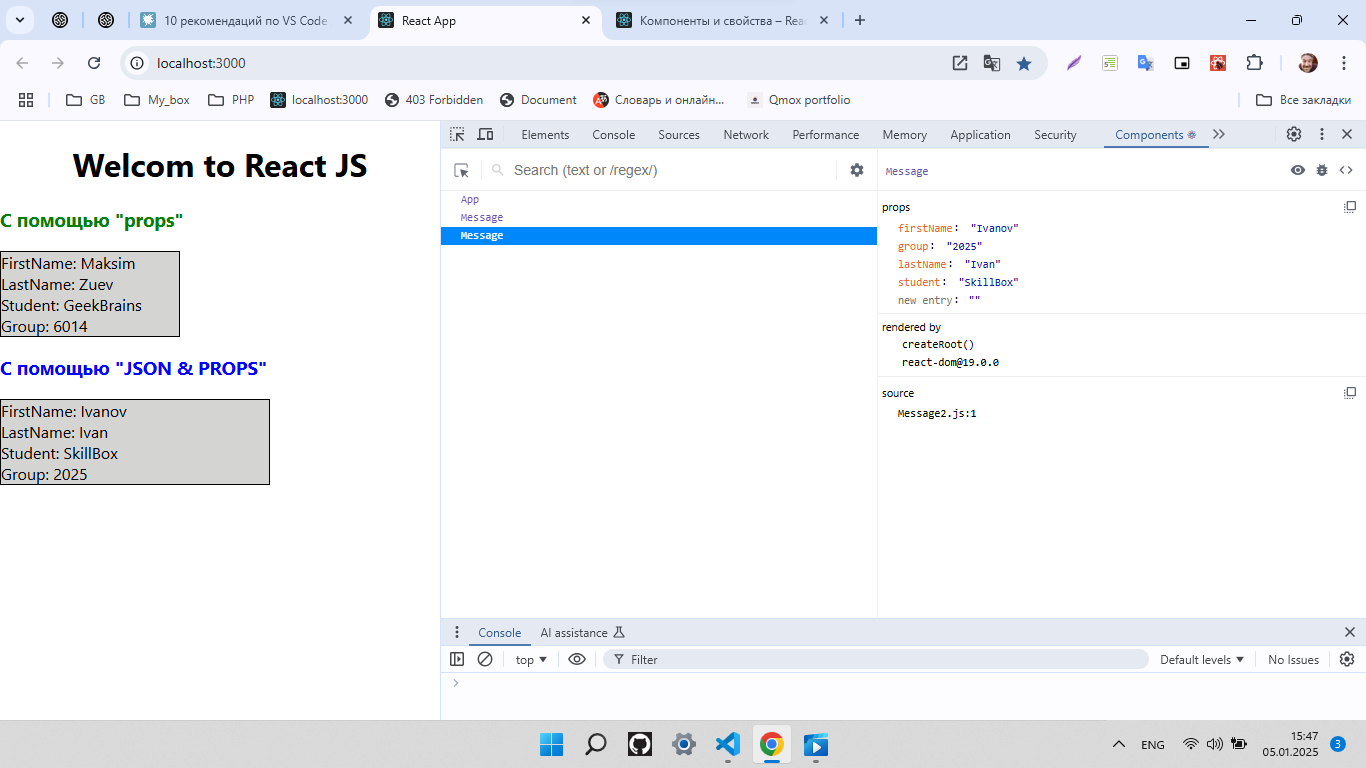 10 рекомендаций по VS Code
React App
Компоненты и свойства – Rea
localhost:3000
GB
My_box
PHP
localhost:3000
403 Forbidden
Document
Словарь и онлайн...
Qmox portfolio
Все закладки
Welcom to React JS
С помощью "props"
FirstName: Maksim
LastName: Zuev
Student: GeekBrains
Group: 6014
С помощью "JSON & PROPS"
FirstName: Ivanov
LastName: Ivan
Student: SkillBox
Group: 2025
Elements Console Sources Network Performance Memory Application Security Components
Search (text or /regex/)
App
Message
Message
Message
props
firstName: "Ivanov"
group: "2025"
lastName: "Ivan"
student: "SkillBox"
new entry: ""
rendered by
createRoot()
react-dom@19.0.0
source
Message2.js:1
Console AI assistance
top
Filter
Default levels
No Issues
ENG
15:47
05.01.2025
3